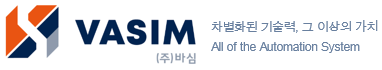 VASIM
(주)바심
차별화된 기술력, 그 이상의 가치
All of the Automation System